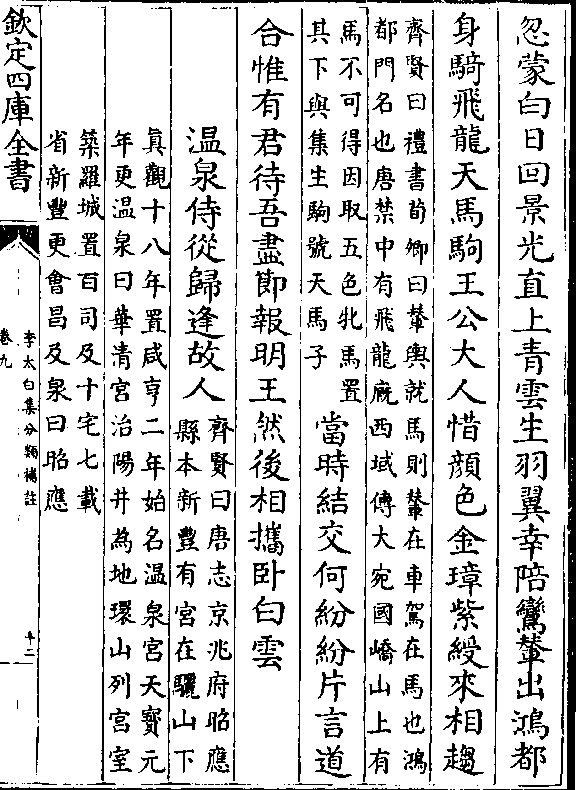 忽蒙白日回景光直上青雲生羽翼幸陪鸞輦出鴻都
身騎飛龍天馬駒王公大人惜顔色金璋紫綬來相趨
齊賢曰禮書荀卿曰輦輿就馬則輦在車駕在馬也鴻
都門名也唐禁中有飛龍廐西域傳大宛國嶠山上有
馬不可得因取五色牝馬置
其下與集生駒號天馬子
當時結交何紛紛片言道
合惟有君待吾盡節報明王然後相攜卧白雲
温泉侍從歸逢故人
齊賢曰唐志京兆府昭應
縣本新豐有宮在驪山下
眞觀十八年置咸亨二年始名温泉宮天寳元
年更温泉曰華清宮治陽井為地環山列宮室
築羅城置百司及十宅七載
省新豐更會昌及泉曰昭應
欽定四庫全書
李太白集分類補註
卷九
十二